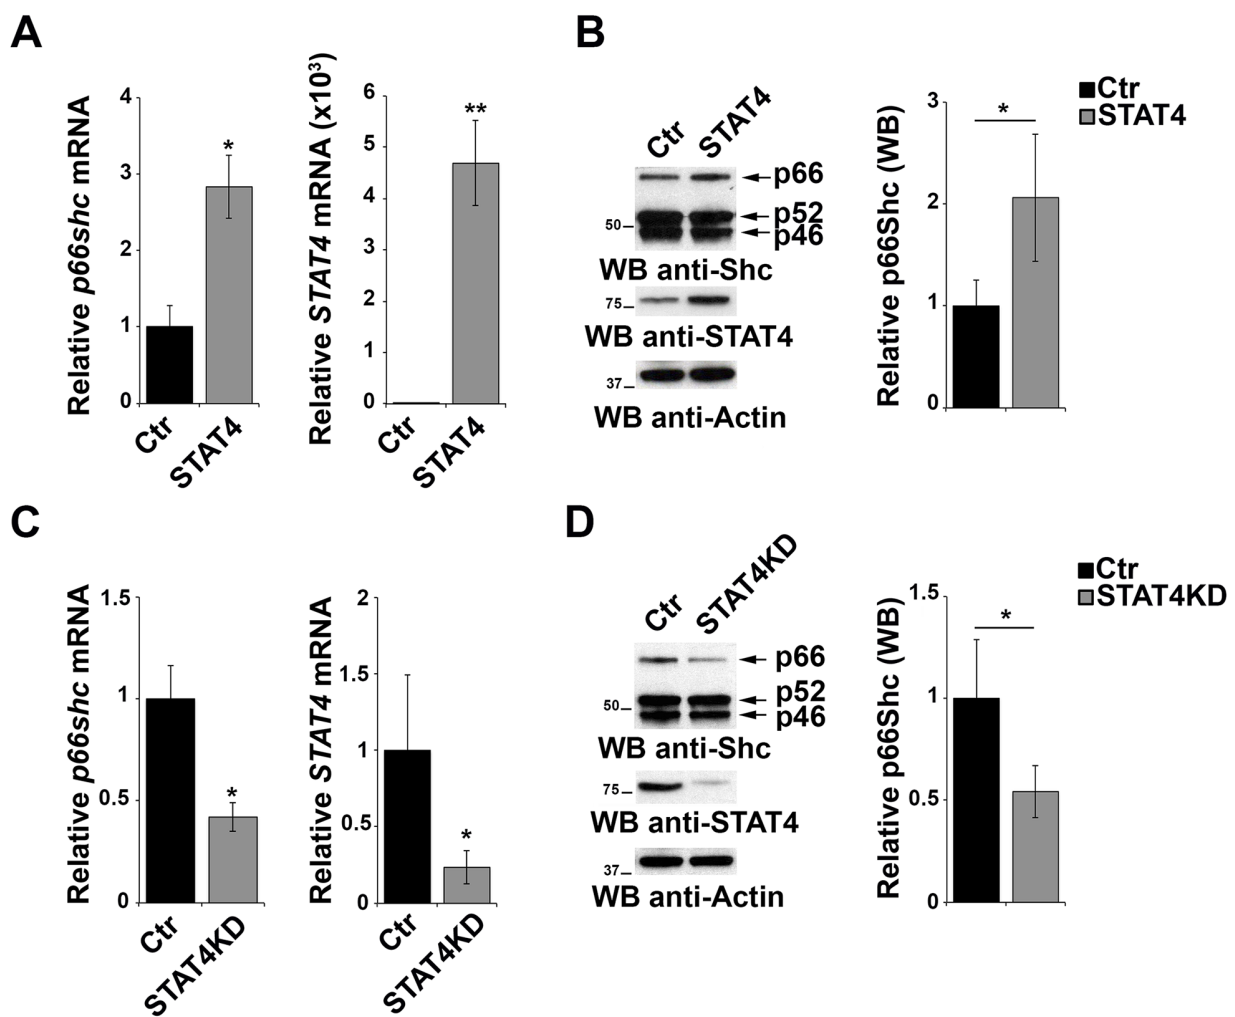 A
Relative p66shc mRNA
4
3
2
1
0
*
Ctr
STAT4
Relative STAT4 mRNA (x10³)
6
5
4
3
2
1
0
**
Ctr
STAT4
B
Ctr
STAT4
p66
p52
p46
50
WB anti-Shc
75
WB anti-STAT4
37
WB anti-Actin
Relative p66Shc (WB)
3
2
1
0
*
Ctr
STAT4
C
Relative p66shc mRNA
1.5
1
0.5
0
*
Ctr
STAT4KD
Relative STAT4 mRNA
2
1.5
1
0.5
0
*
Ctr
STAT4KD
D
Ctr
STAT4KD
p66
p52
p46
50
WB anti-Shc
75
WB anti-STAT4
37
WB anti-Actin
Relative p66Shc (WB)
1.5
1
0.5
0
*
Ctr
STAT4KD